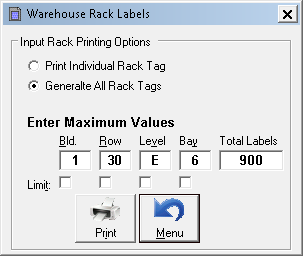 Warehouse Rack Labels
Input Rack Printing Options
Print Individual Rack Tag
Generalte All Rack Tags
Enter Maximum Values
Bld. Row Level Bay Total Labels
1 30 E 6 900
Limit:
Print Menu